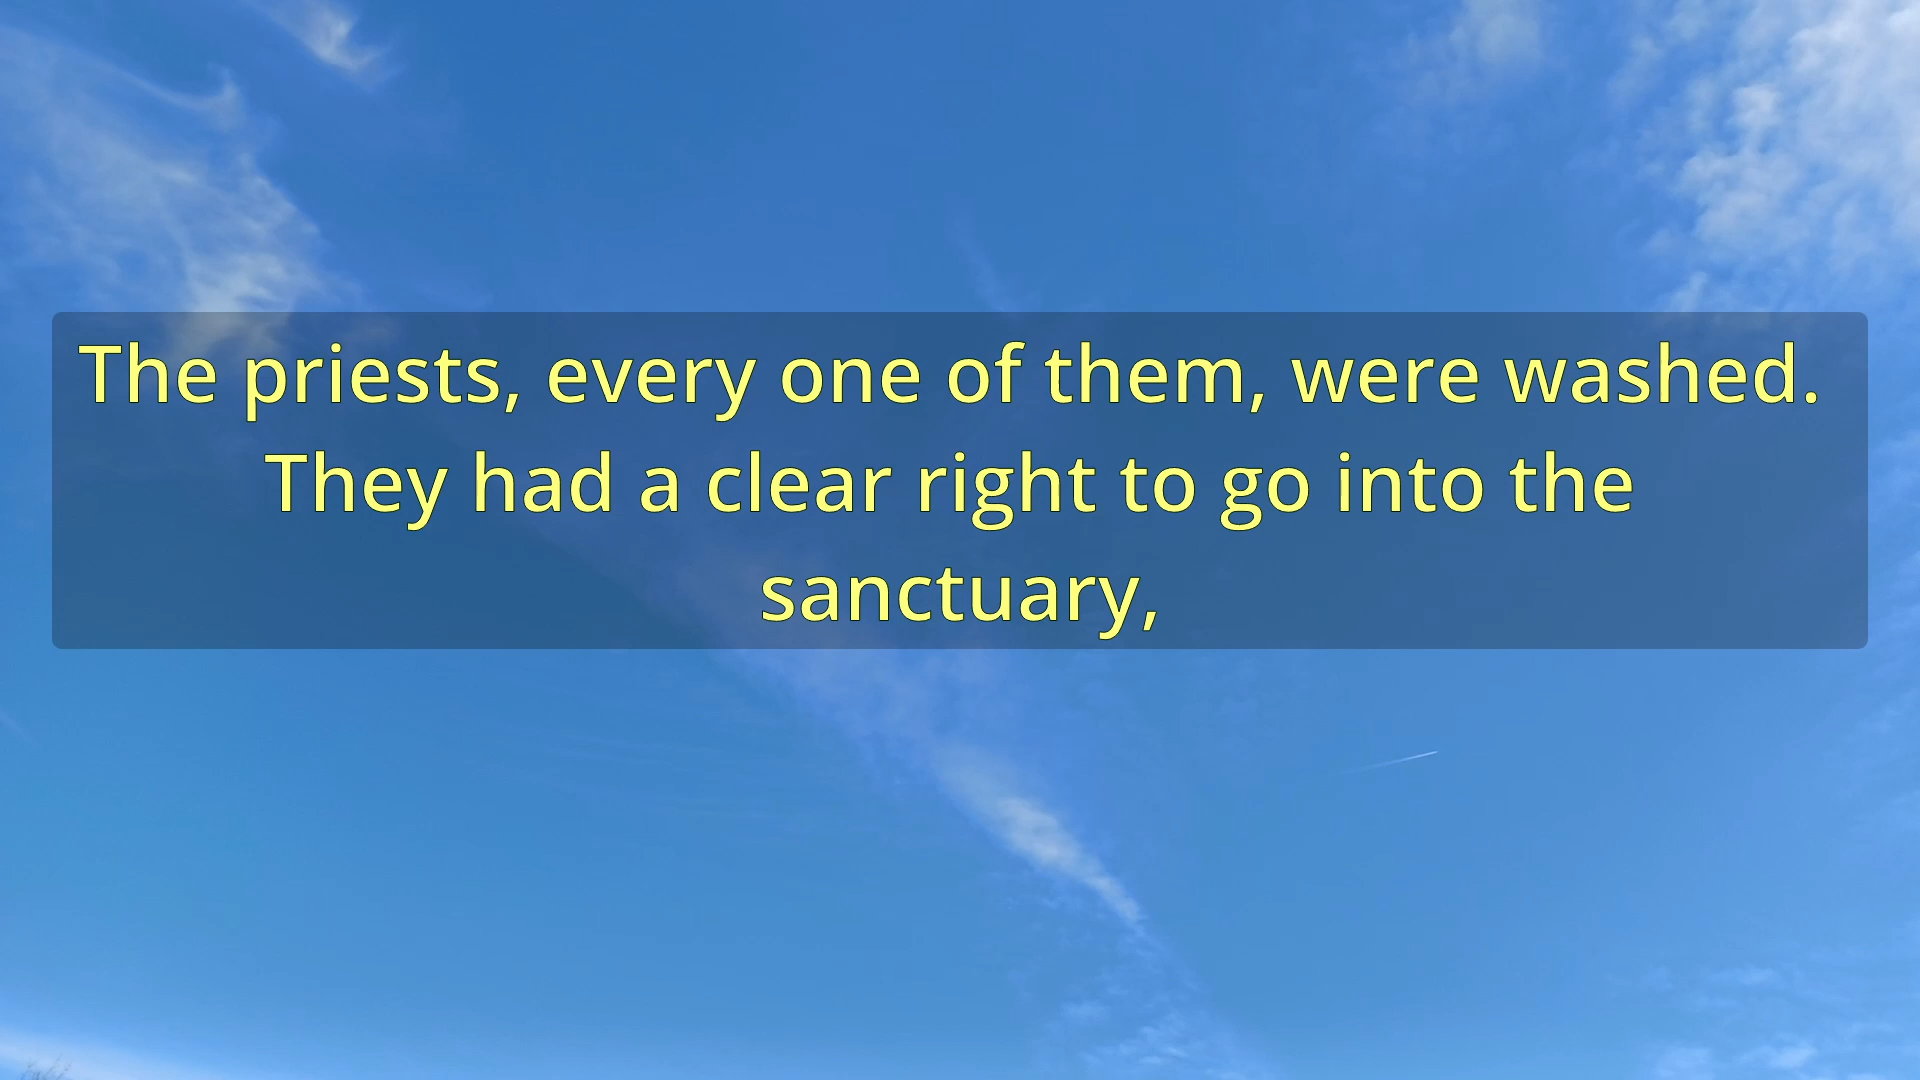 The priests, every one of them, were washed.
They had a clear right to go into the
sanctuary,